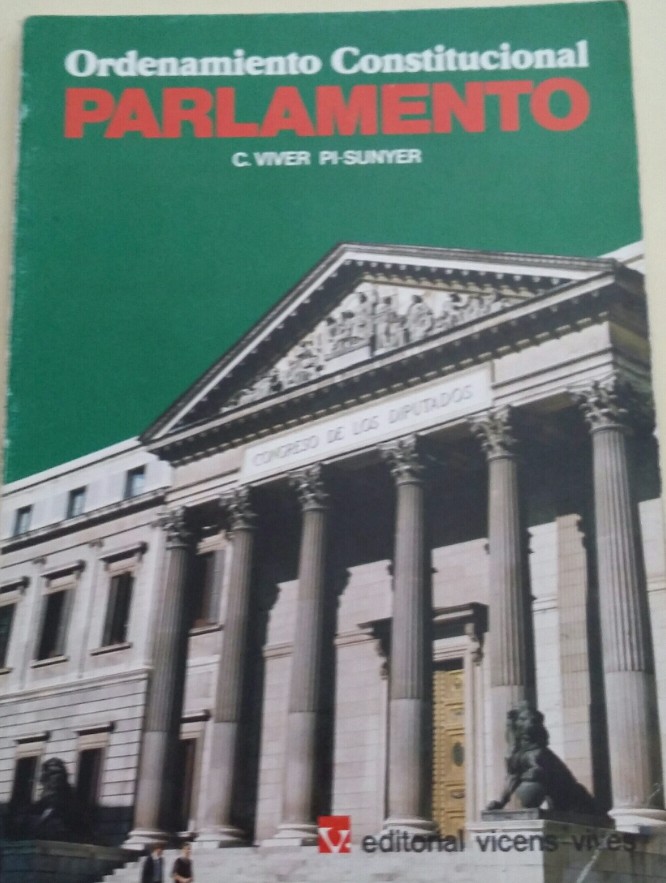 Ordenamiento Constitucional
PARLAMENTO
C. VIVER PI-SUNYER
CONGRESO DE LOS DIPUTADOS
editorial vicens-vives